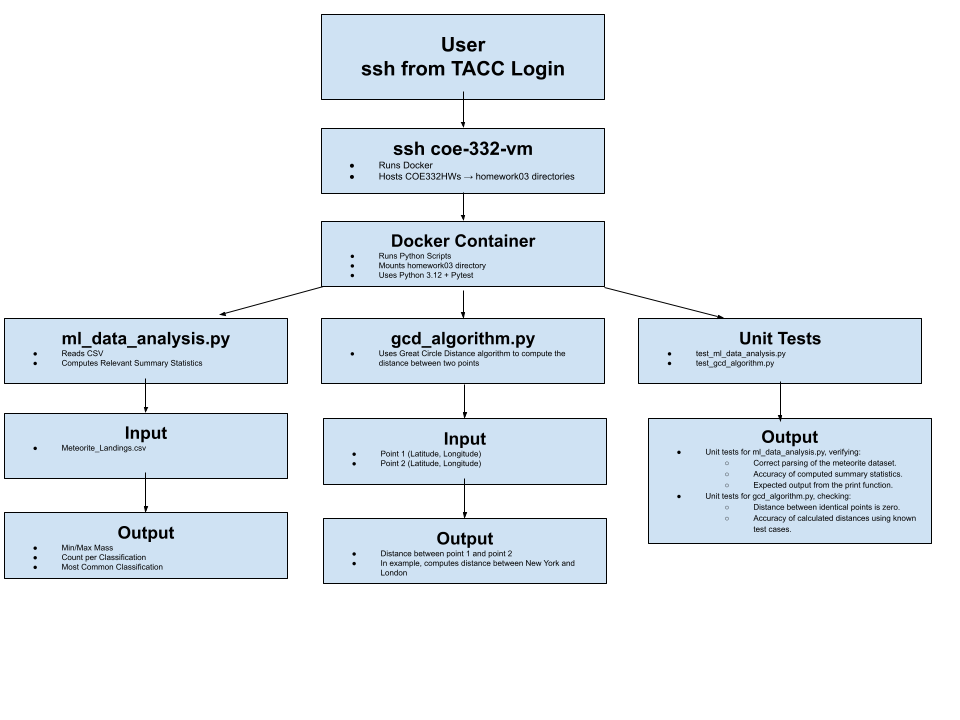 User
ssh from TACC Login
ssh coe-332-vm
● Runs Docker
● Hosts COE332HWs → homework03 directories
Docker Container
● Runs Python Scripts
● Mounts homework03 directory
● Uses Python 3.12 + Pytest
ml_data_analysis.py
● Reads CSV
● Computes Relevant Summary Statistics
gcd_algorithm.py
● Uses Great Circle Distance algorithm to compute the
distance between two points
Unit Tests
● test_ml_data_analysis.py
● test_gcd_algorithm.py
Input
● Meteorite_Landings.csv
Input
● Point 1 (Latitude, Longitude)
● Point 2 (Latitude, Longitude)
Output
● Unit tests for ml_data_analysis.py, verifying:
○ Correct parsing of the meteorite dataset.
○ Accuracy of computed summary statistics.
○ Expected output from the print function.
● Unit tests for gcd_algorithm.py, checking:
○ Distance between identical points is zero.
○ Accuracy of calculated distances using known
test cases.
Output
● Min/Max Mass
● Count per Classification
● Most Common Classification
Output
● Distance between point 1 and point 2
● In example, computes distance between New York and
London